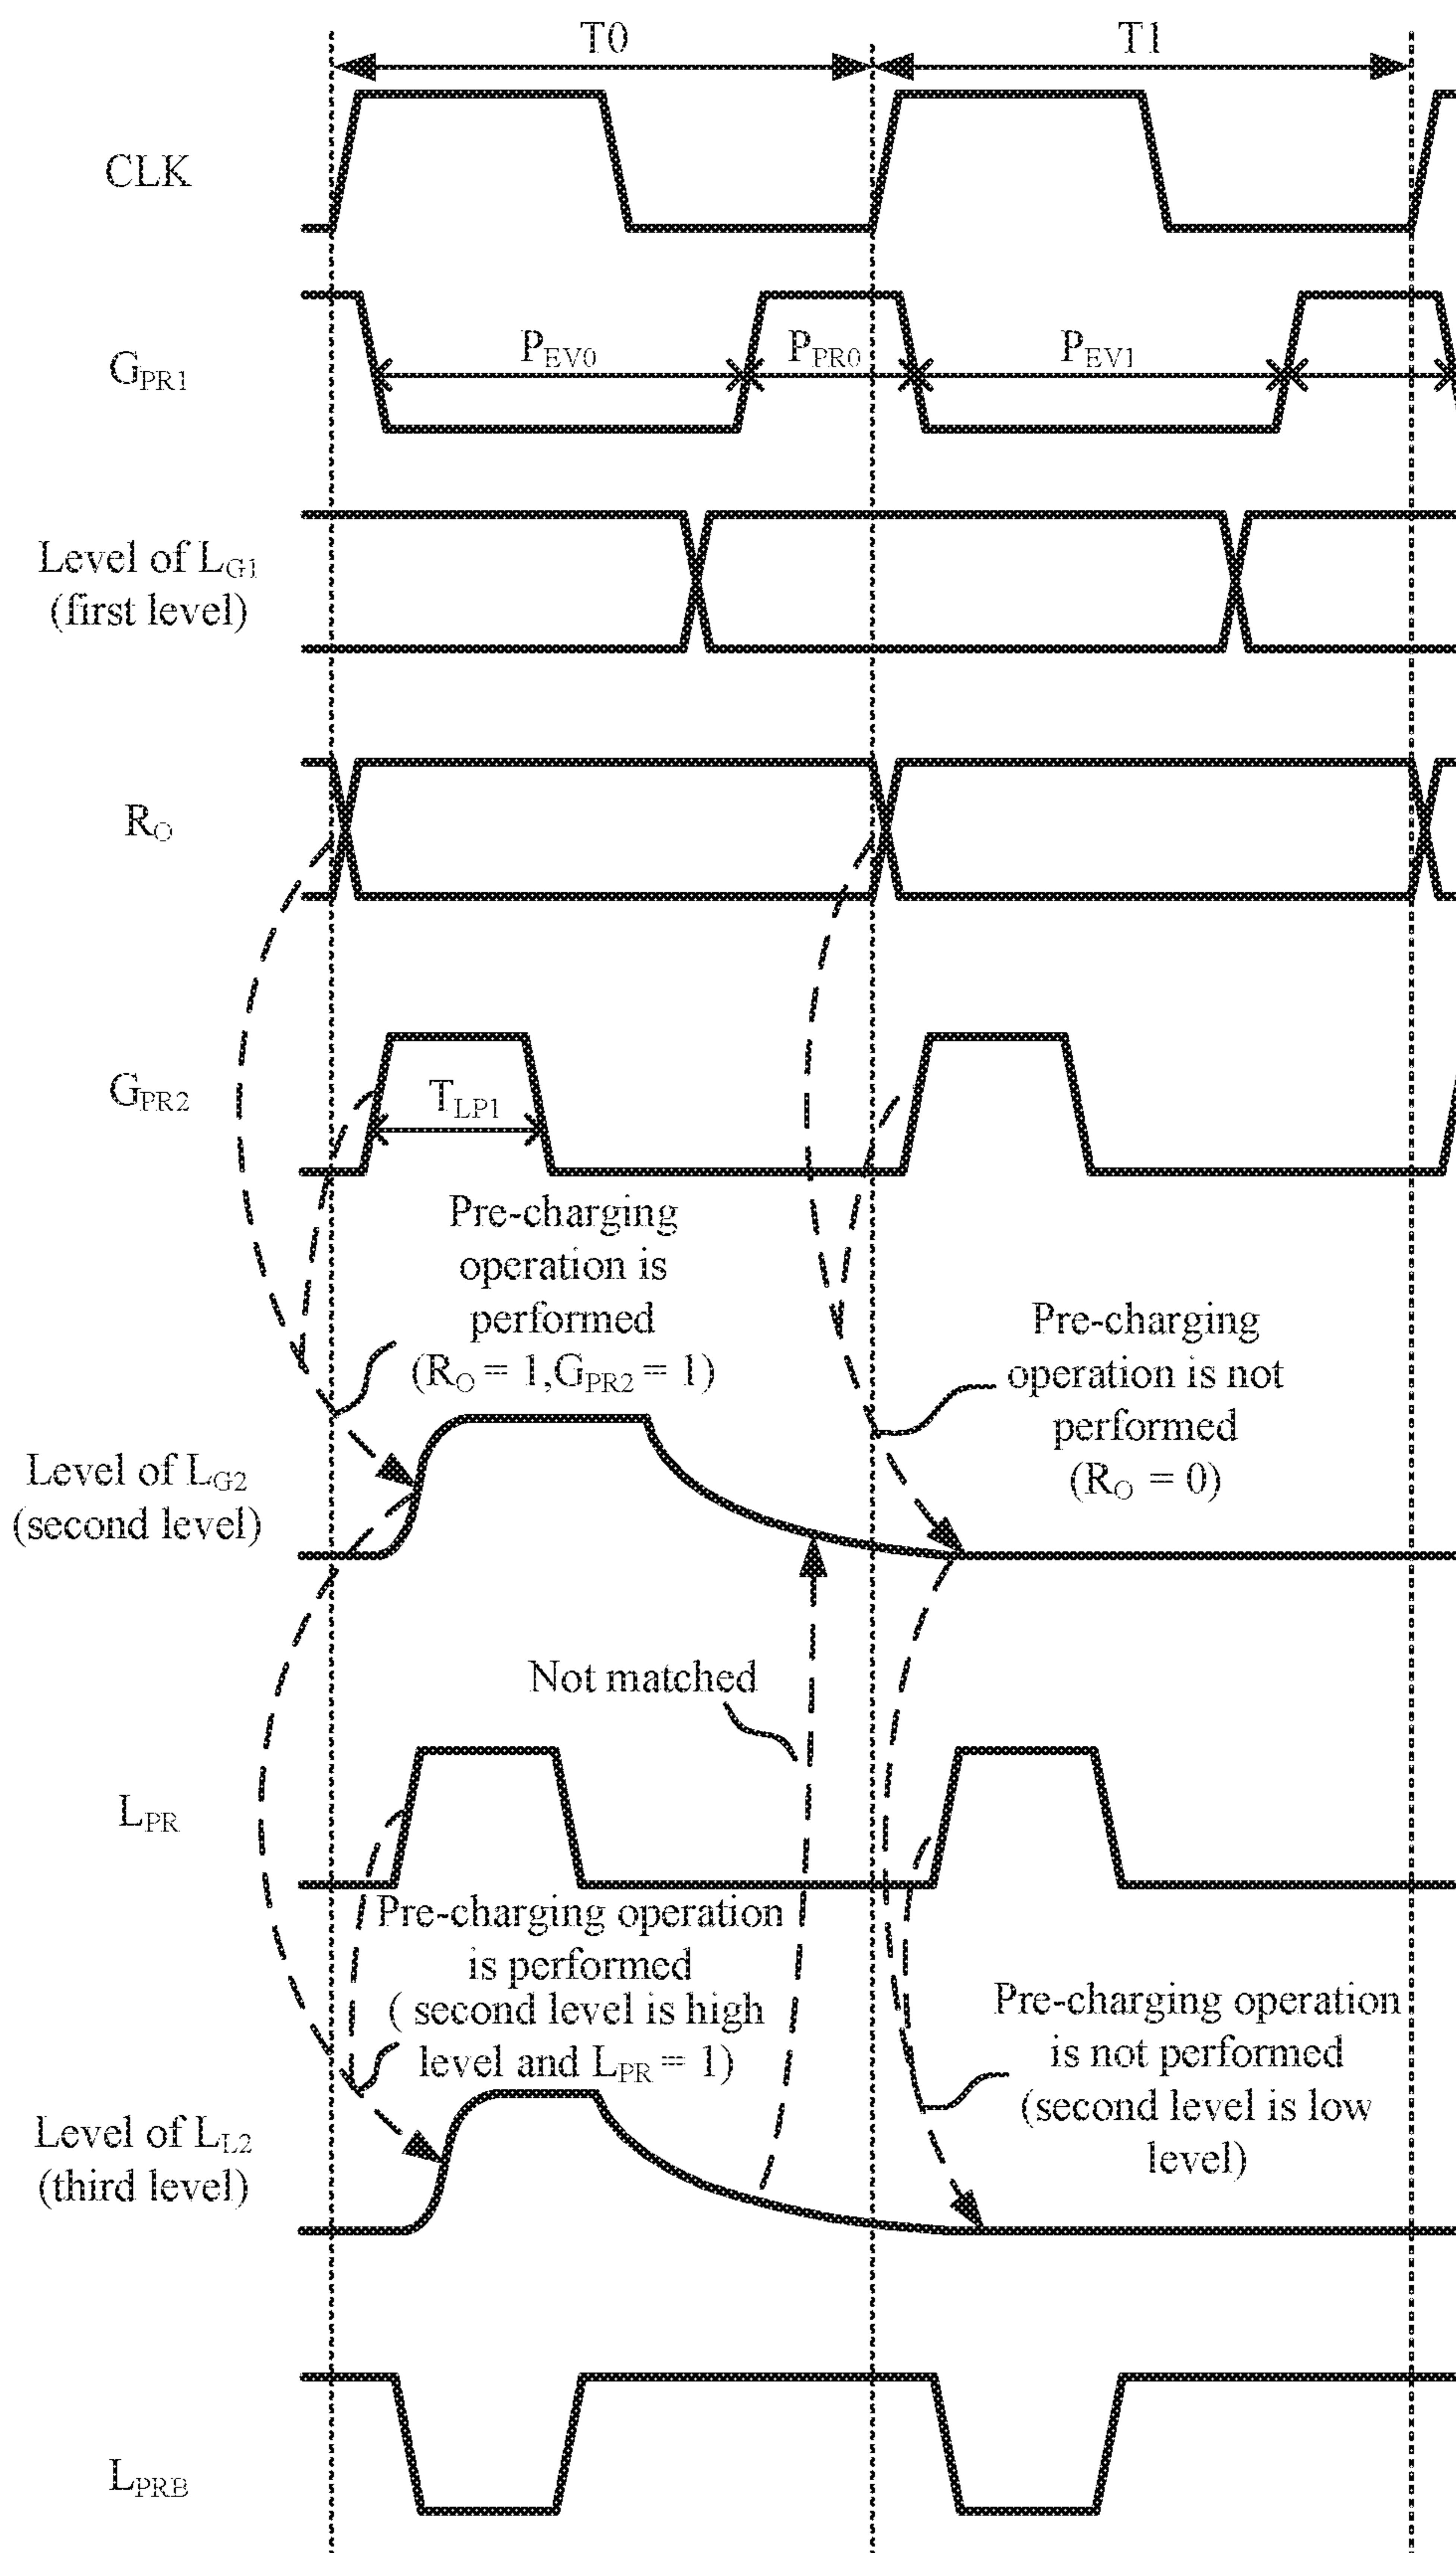 T0
T1
CLK
GPR1
PEV0
PPR0
PEV1
Level of LG1
(first level)
RO
GPR2
TLP1
Pre-charging
operation is
performed
(RO = 1,GPR2 = 1)
Pre-charging
operation is not
performed
(RO = 0)
Level of LG2
(second level)
Not matched
LPR
Pre-charging operation
is performed
( second level is high
level and LPR = 1)
Pre-charging operation
is not performed
(second level is low
level)
Level of LL2
(third level)
LPRB